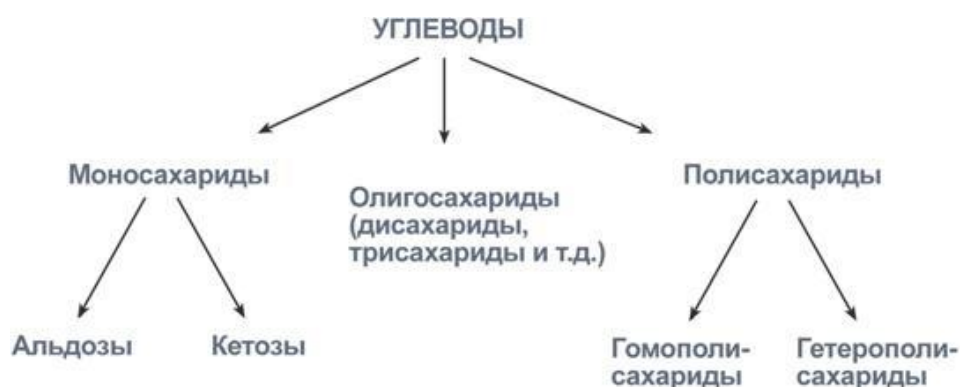 УГЛЕВОДЫ
Моносахариды
Олигосахариды
(дисахариды,
трисахариды и т.д.)
Полисахариды
Альдозы
Кетозы
Гомополи-
сахариды
Гетерополи-
сахариды